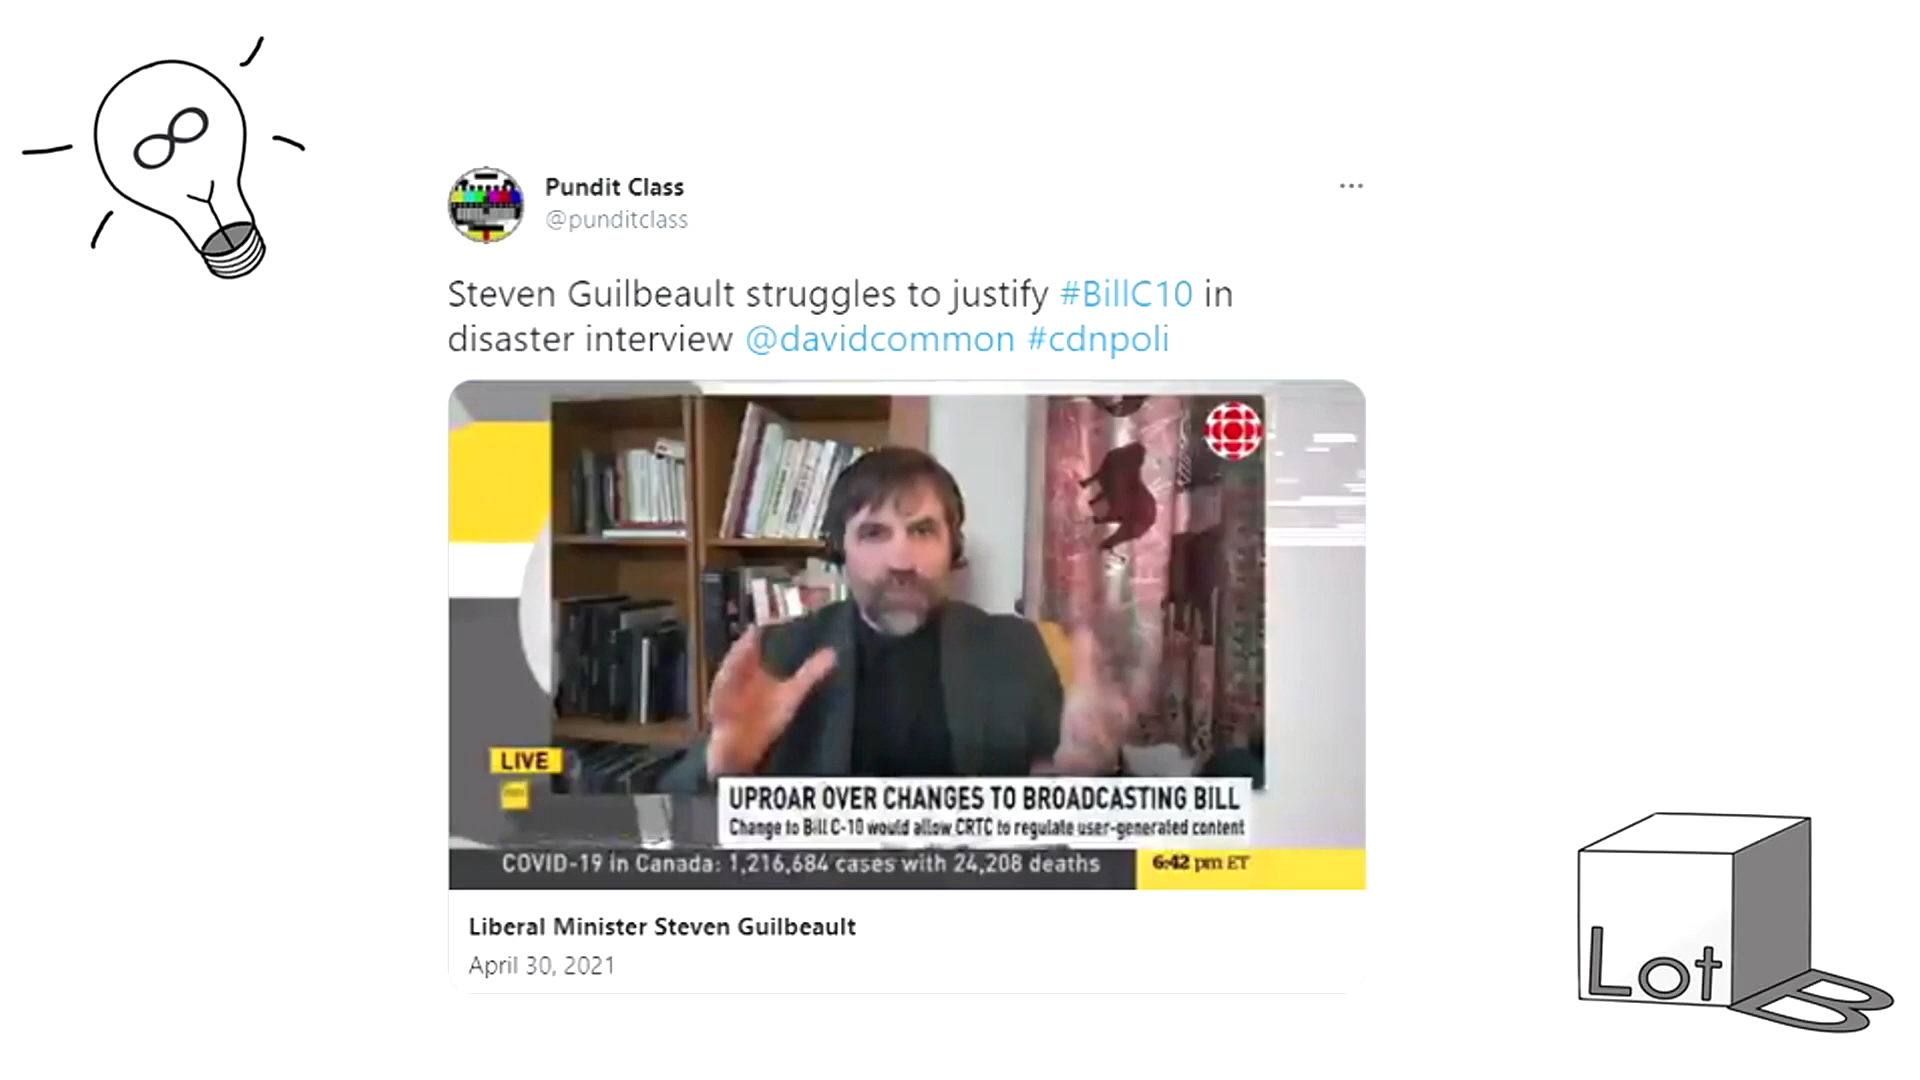 Pundit Class
@punditclass
Steven Guilbeault struggles to justify #BillC10 in
disaster interview @davidcommon #cdnpoli
LIVE
UPROAR OVER CHANGES TO BROADCASTING BILL
Change to Bill C-10 would allow CRTC to regulate user-generated content
COVID-19 in Canada: 1,216,684 cases with 24,208 deaths
6:42 pm ET
Liberal Minister Steven Guilbeault
April 30, 2021
Lot
B